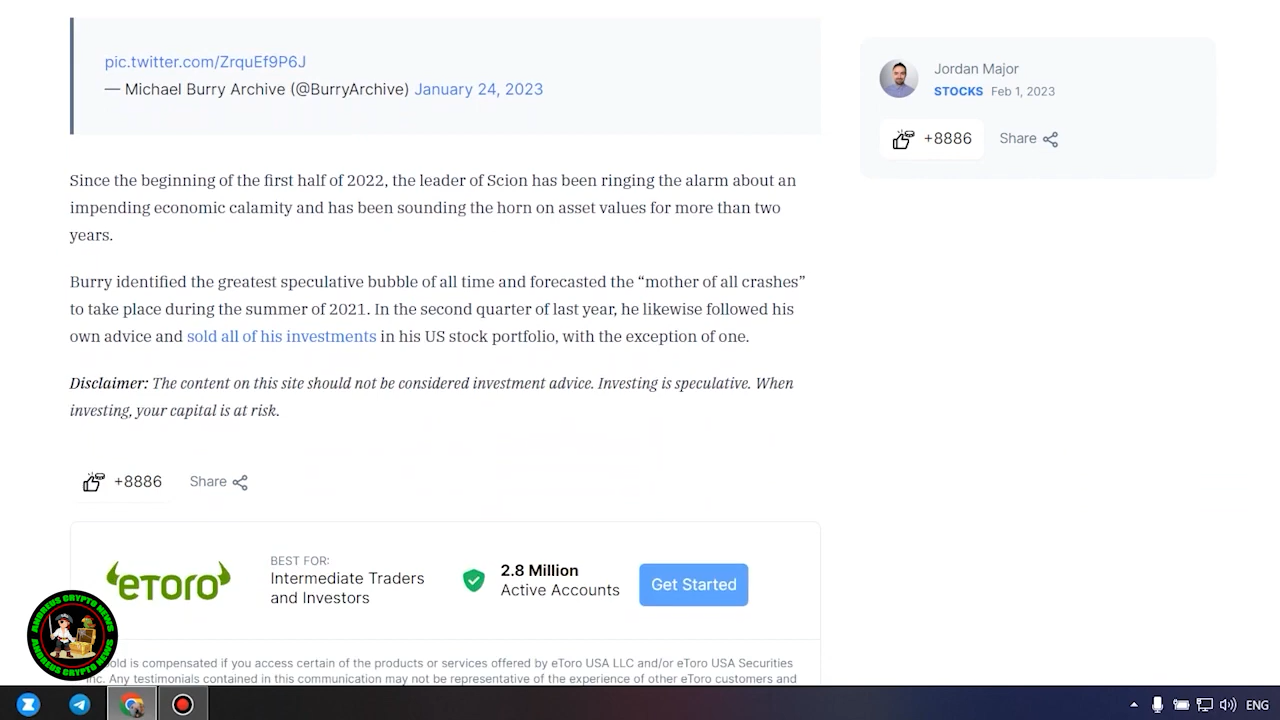 pic.twitter.com/ZrquEf9P6J
— Michael Burry Archive (@BurryArchive) January 24, 2023
Since the beginning of the first half of 2022, the leader of Scion has been ringing the alarm about an
impending economic calamity and has been sounding the horn on asset values for more than two
years.
Burry identified the greatest speculative bubble of all time and forecasted the “mother of all crashes”
to take place during the summer of 2021. In the second quarter of last year, he likewise followed his
own advice and sold all of his investments in his US stock portfolio, with the exception of one.
Disclaimer: The content on this site should not be considered investment advice. Investing is speculative. When
investing, your capital is at risk.
+8886 Share
eToro
BEST FOR:
Intermediate Traders
and Investors
2.8 Million
Active Accounts
Get Started
old is compensated if you access certain of the products or services offered by eToro USA LLC and/or eToro USA Securities
Inc. Any testimonials contained in this communication may not be representative of the experience of other eToro customers and
Jordan Major
STOCKS Feb 1, 2023
+8886 Share
ANDREUS CRYPTO NEWS
ANDREUS CRYPTO NEWS
ENG